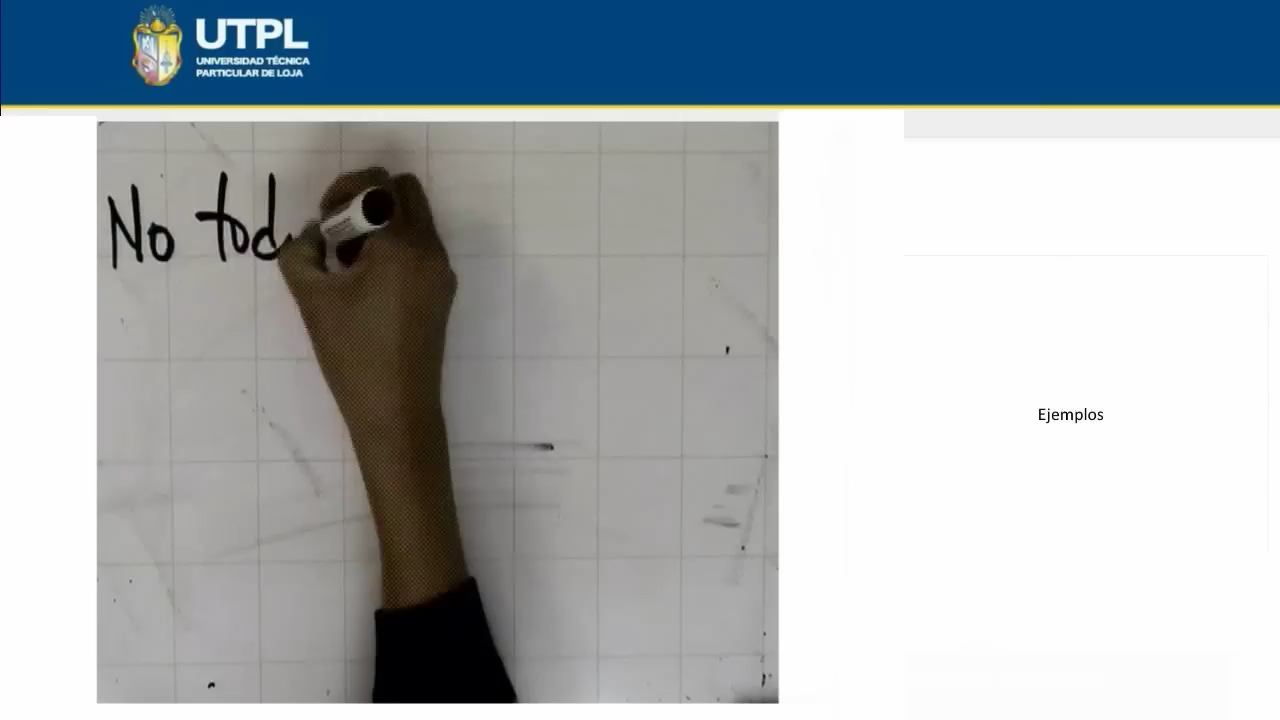 UTPL
UNIVERSIDAD TÉCNICA
PARTICULAR DE LOJA
No tod
Ejemplos